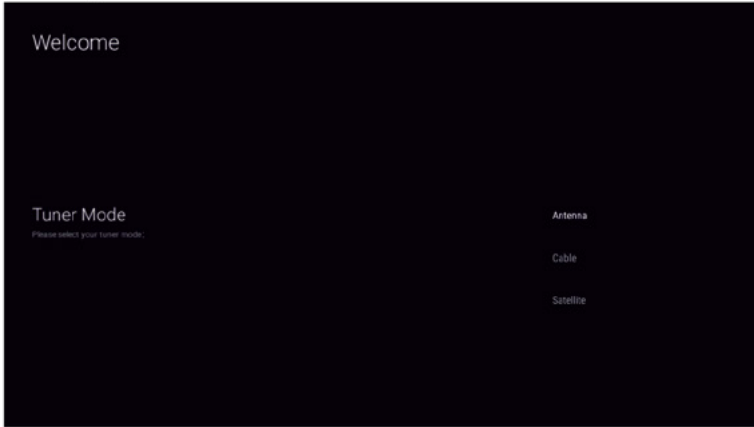 Welcome
Tuner Mode
Please select your tuner mode:
Antenna
Cable
Satellite